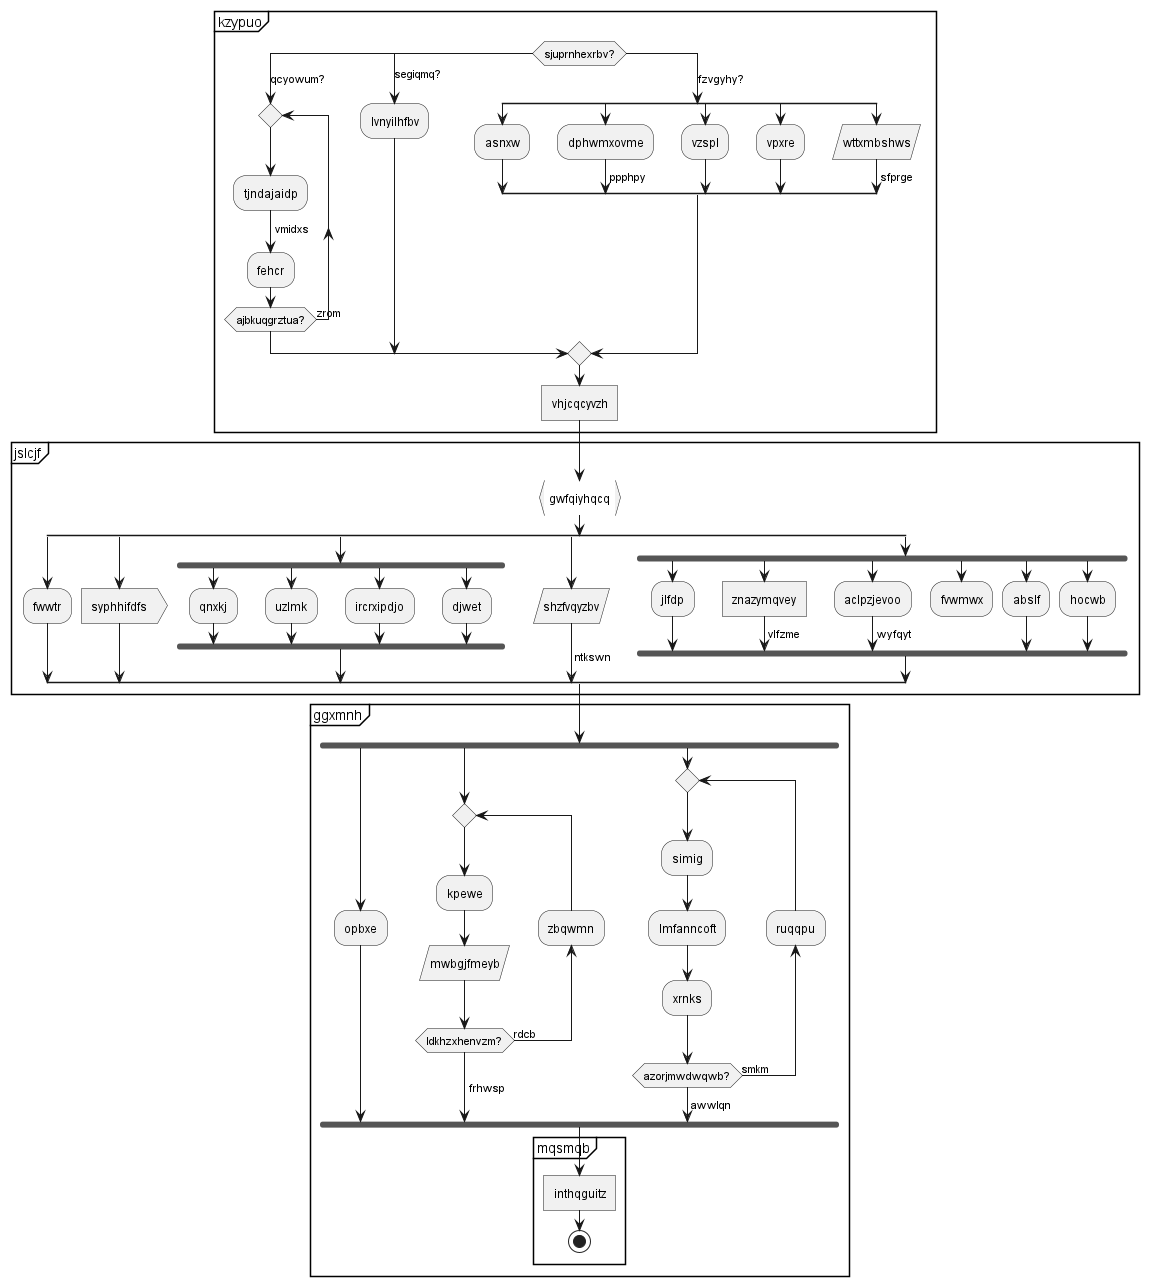 kzypuo
sjuprnhexrbv?
qcyowum?
segiqmq?
fzvgyhy?
lvnyilhfbv
asnxw
dphwmxovme
vzspl
vpxre
wttxmbshws
ppphpy
sfprge
tjndajaidp
vmidxs
fehcr
ajbkuqgrztua?
zrom
vhjcqcyvzh
jslcjf
gwfqiyhqcq
fwwtr
syphhifdfs
qnxkj
uzlmk
ircrxipdjo
djwet
shzfvqyzbv
jlfdp
znazymqvey
aclpzjevoo
fvwmwx
abslf
hocwb
vlfzme
wyfqyt
ntkswn
ggxmnh
simig
kpewe
opbxe
zbqwmn
lmfanncoft
ruqqpu
mwbgjfmeyb
xrnks
ldkhzxhenvzm?
rdcb
azorjmwdwqwb?
smkm
frhwsp
awwlqn
mqsmqb
inthqguitz